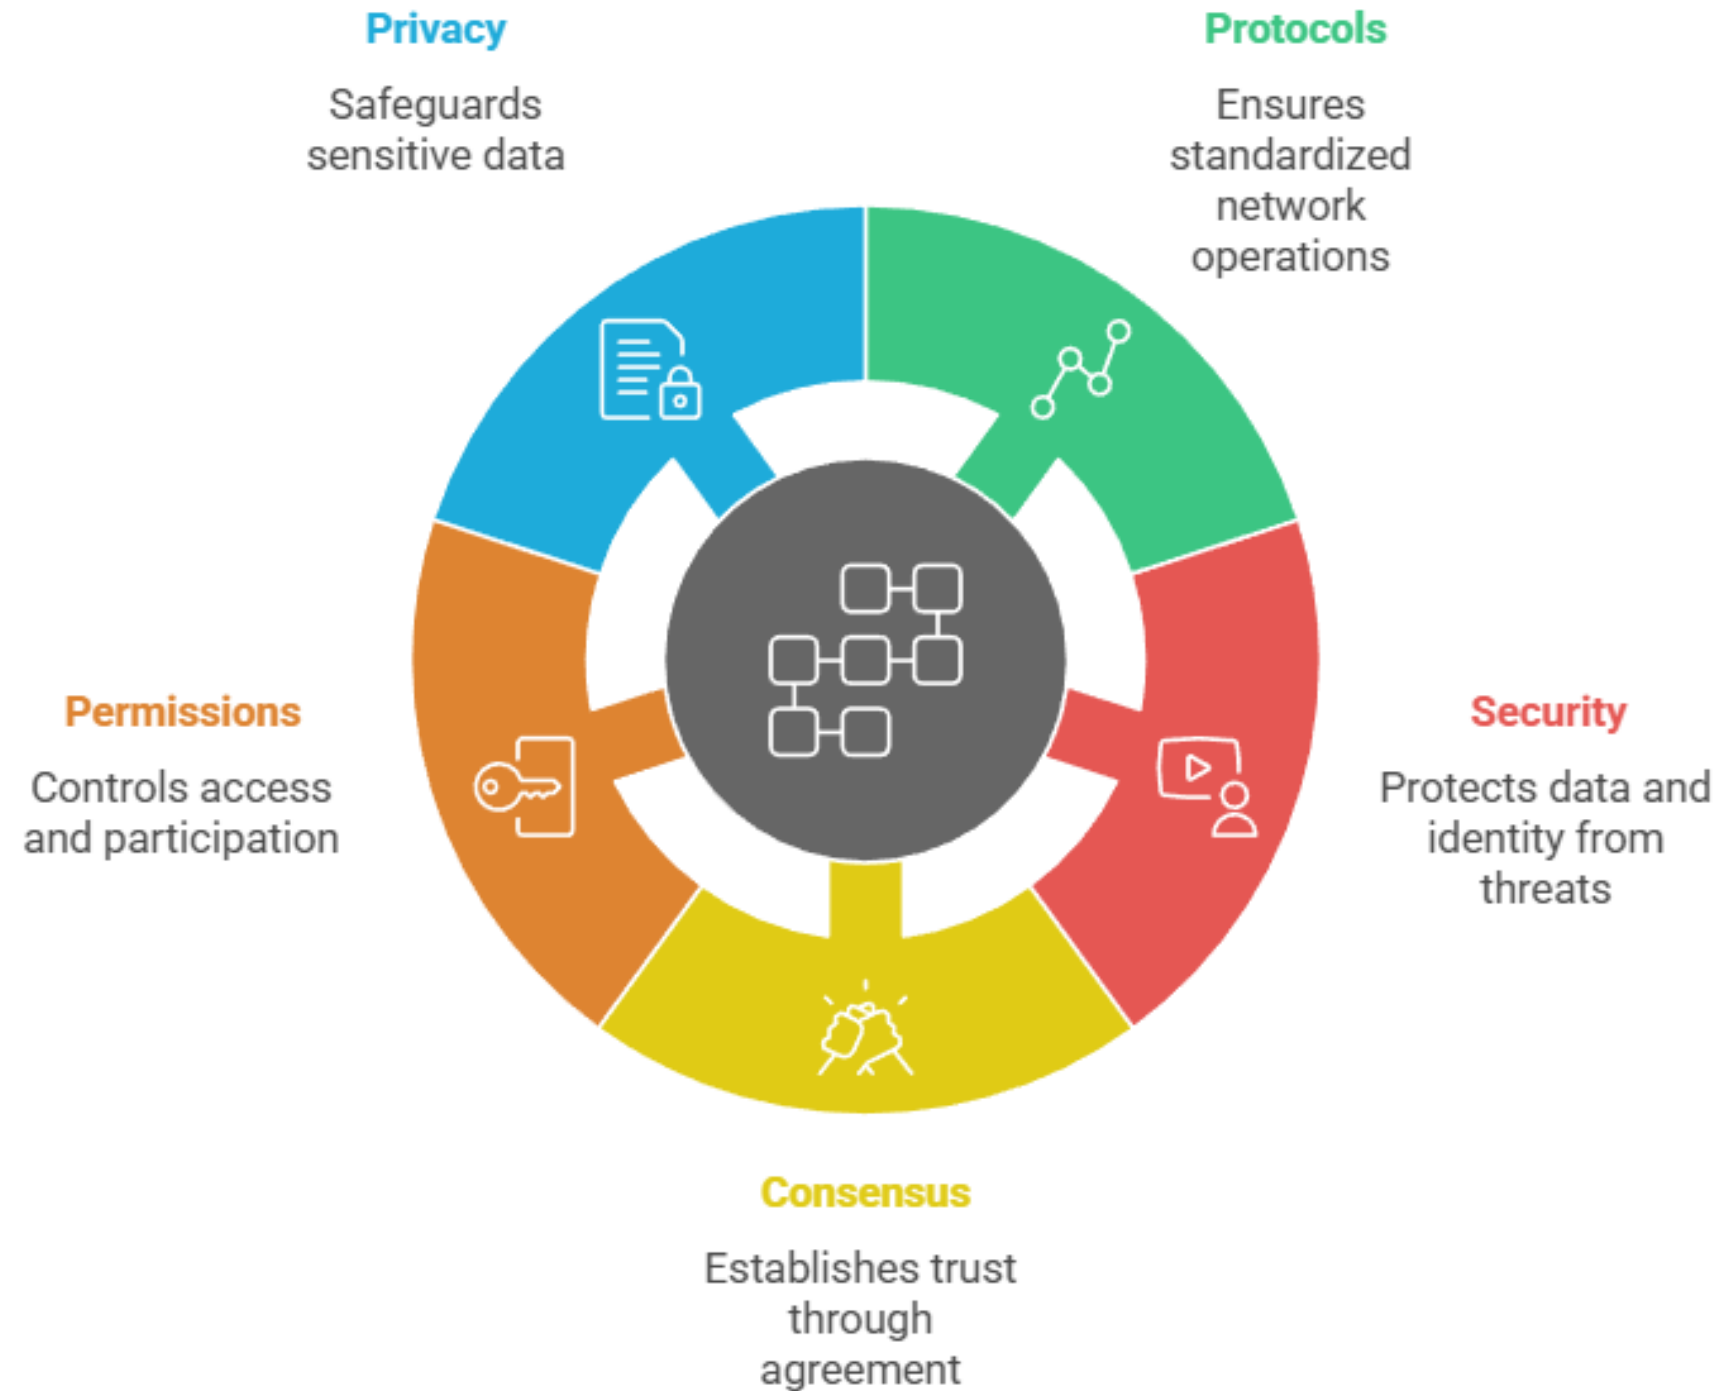 Privacy
Safeguards
sensitive data
Protocols
Ensures
standardized
network
operations
Permissions
Controls access
and participation
Security
Protects data and
identity from
threats
Consensus
Establishes trust
through
agreement